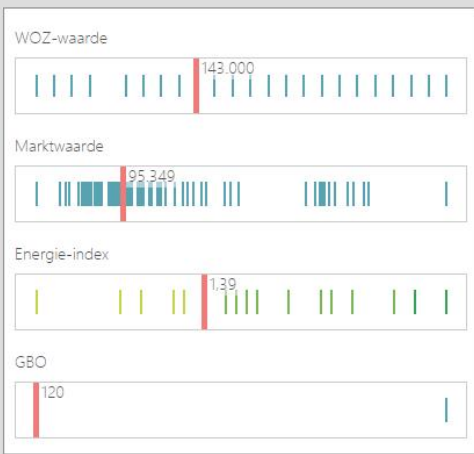 WOZ-waarde
143.000
Marktwaarde
95.349
Energie-index
1,39
GBO
120